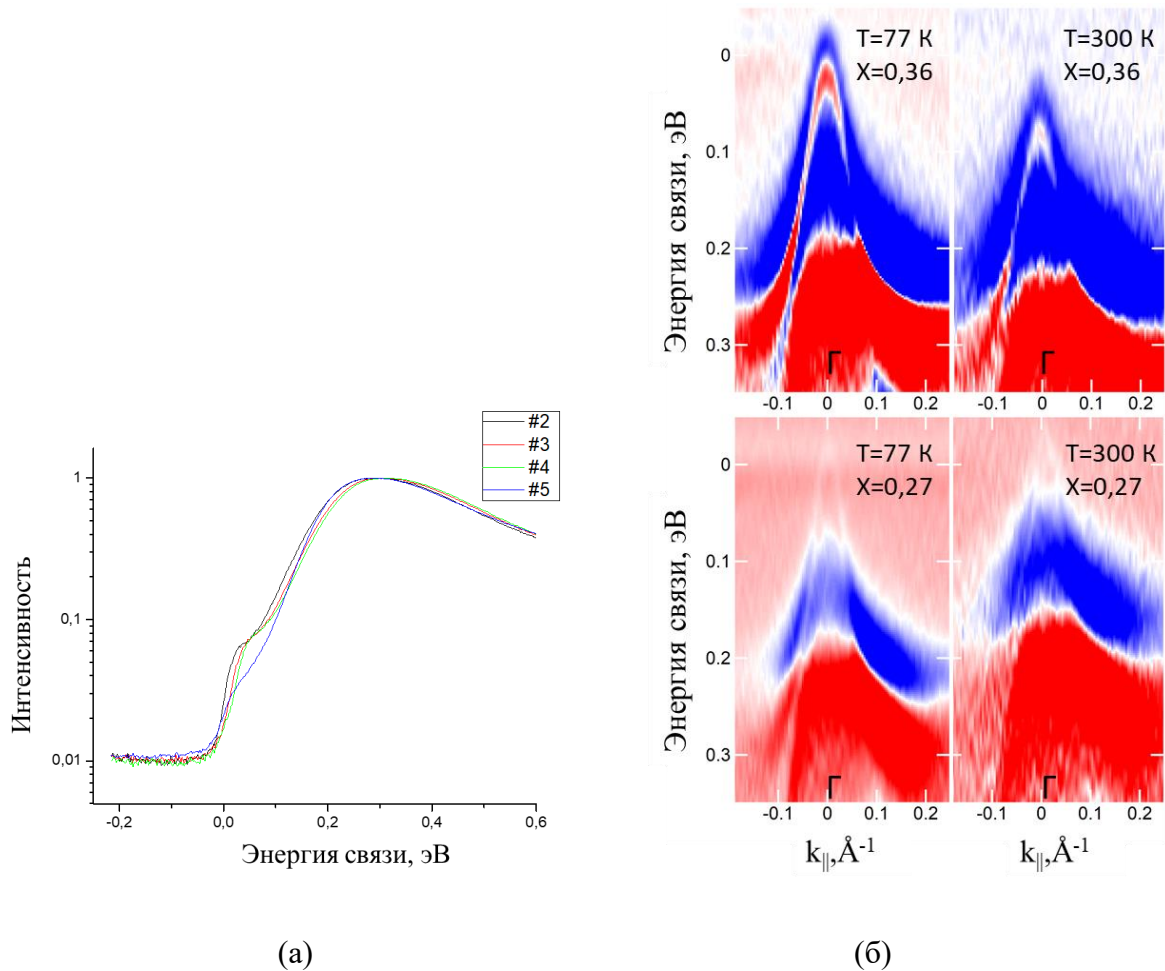 #2
#3
#4
#5
1
0,1
0,01
-0,2
0,0
0,2
0,4
0,6
Интенсивность
Энергия связи, эВ
(а)
T=77 K
X=0,36
T=300 K
X=0,36
0
0.1
0.2
0.3
Энергия связи, эВ
Γ
Γ
-0.1
0
0.1
0.2
-0.1
0
0.1
0.2
T=77 K
X=0,27
T=300 K
X=0,27
0
0.1
0.2
0.3
Энергия связи, эВ
Γ
Γ
-0.1
0
0.1
0.2
-0.1
0
0.1
0.2
k||,Å-1
k||,Å-1
(б)